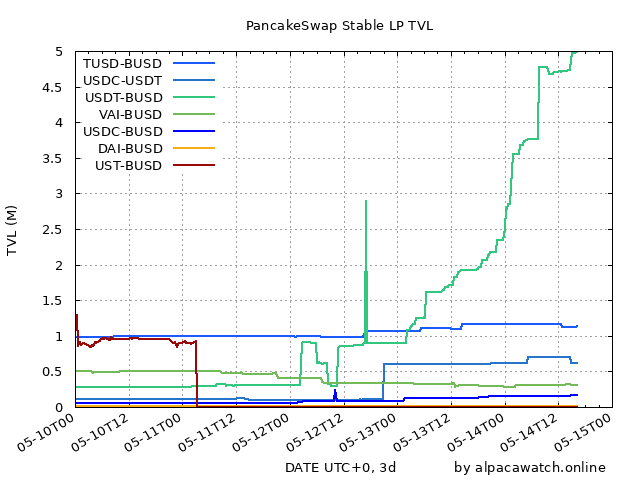 PancakeSwap Stable LP TVL
TVL (M)
5
4.5
4
3.5
3
2.5
2
1.5
1
0.5
0
TUSD-BUSD
USDC-USDT
USDT-BUSD
VAI-BUSD
USDC-BUSD
DAI-BUSD
UST-BUSD
05-10T00
05-10T12
05-11T00
05-11T12
05-12T00
05-12T12
05-13T00
05-13T12
05-14T00
05-14T12
05-15T00
DATE UTC+0, 3d
by alpacawatch.online